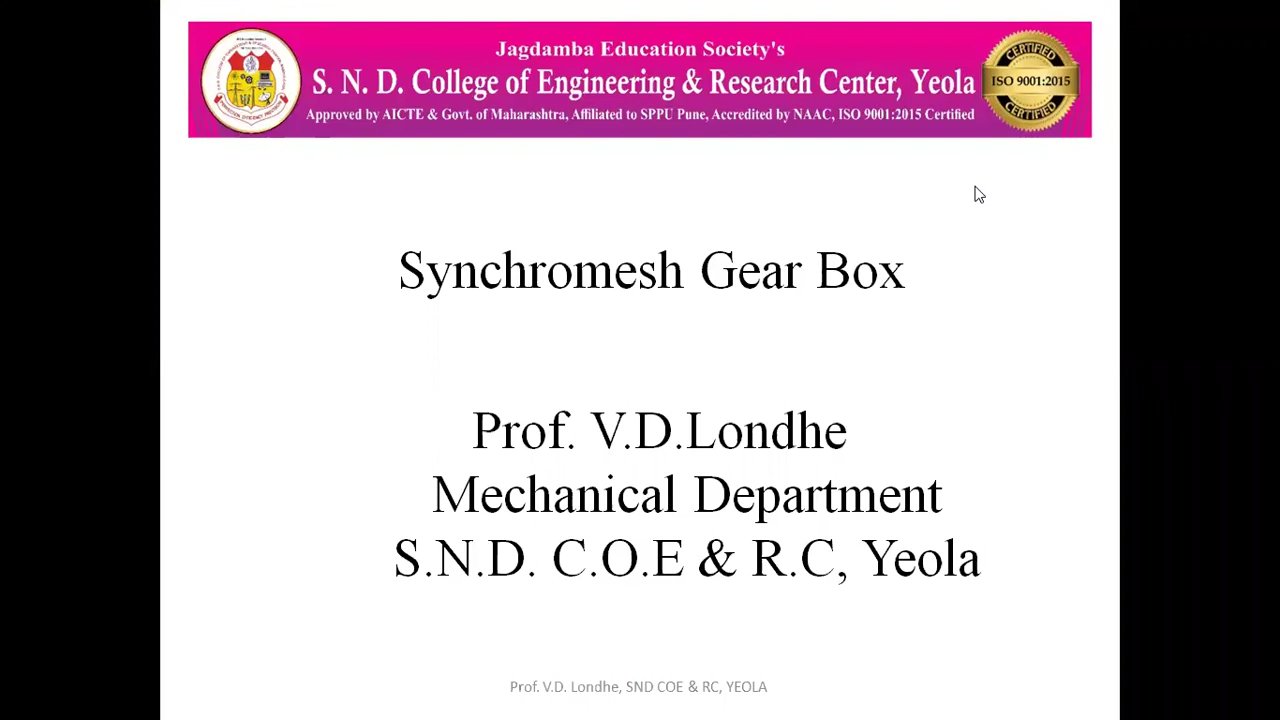 Jagdamba Education Society's
S. N. D. College of Engineering & Research Center, Yeola
Approved by AICTE & Govt. of Maharashtra, Affiliated to SPPU Pune, Accredited by NAAC, ISO 9001:2015 Certified
CERTIFIED
ISO 9001:2015
CERTIFIED
Synchromesh Gear Box
Prof. V.D.Londhe
Mechanical Department
S.N.D. C.O.E & R.C, Yeola
Prof. V.D. Londhe, SND COE & RC, YEOLA